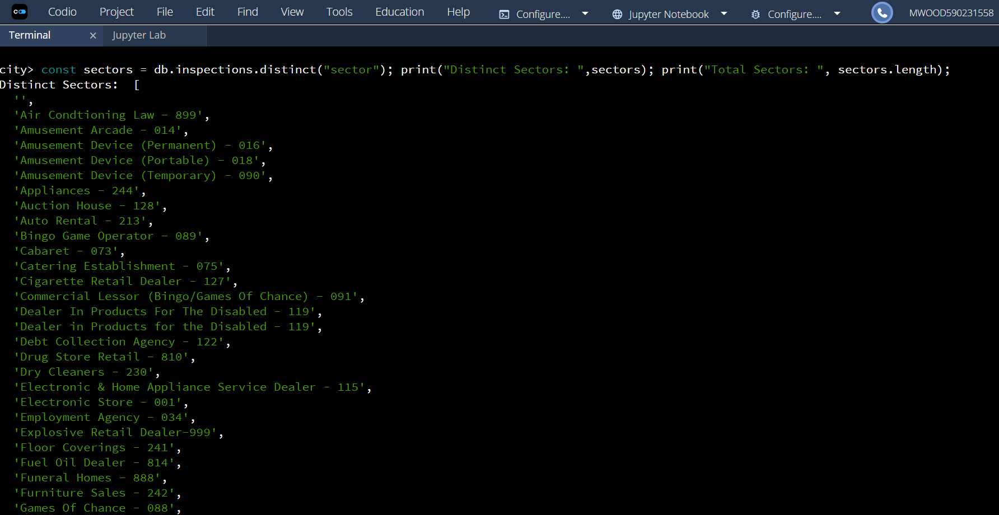 Codio Project File Edit Find View Tools Education Help Configure.... Jupyter Notebook Configure.... MWOOD590231558
Terminal × Jupyter Lab
city> const sectors = db.inspections.distinct("sector"); print("Distinct Sectors: ",sectors); print("Total Sectors: ", sectors.length);
Distinct Sectors:  [
'',
'Air Condtioning Law - 899',
'Amusement Arcade - 014',
'Amusement Device (Permanent) - 016',
'Amusement Device (Portable) - 018',
'Amusement Device (Temporary) - 090',
'Appliances - 244',
'Auction House - 128',
'Auto Rental - 213',
'Bingo Game Operator - 089',
'Cabaret - 073',
'Catering Establishment - 075',
'Cigarette Retail Dealer - 127',
'Commercial Lessor (Bingo/Games Of Chance) - 091',
'Dealer In Products For The Disabled - 119',
'Dealer in Products for the Disabled - 119',
'Debt Collection Agency - 122',
'Drug Store Retail - 810',
'Dry Cleaners - 230',
'Electronic & Home Appliance Service Dealer - 115',
'Electronic Store - 001',
'Employment Agency - 034',
'Explosive Retail Dealer-999',
'Floor Coverings - 241',
'Fuel Oil Dealer - 814',
'Funeral Homes - 888',
'Furniture Sales - 242',
'Games Of Chance - 088',